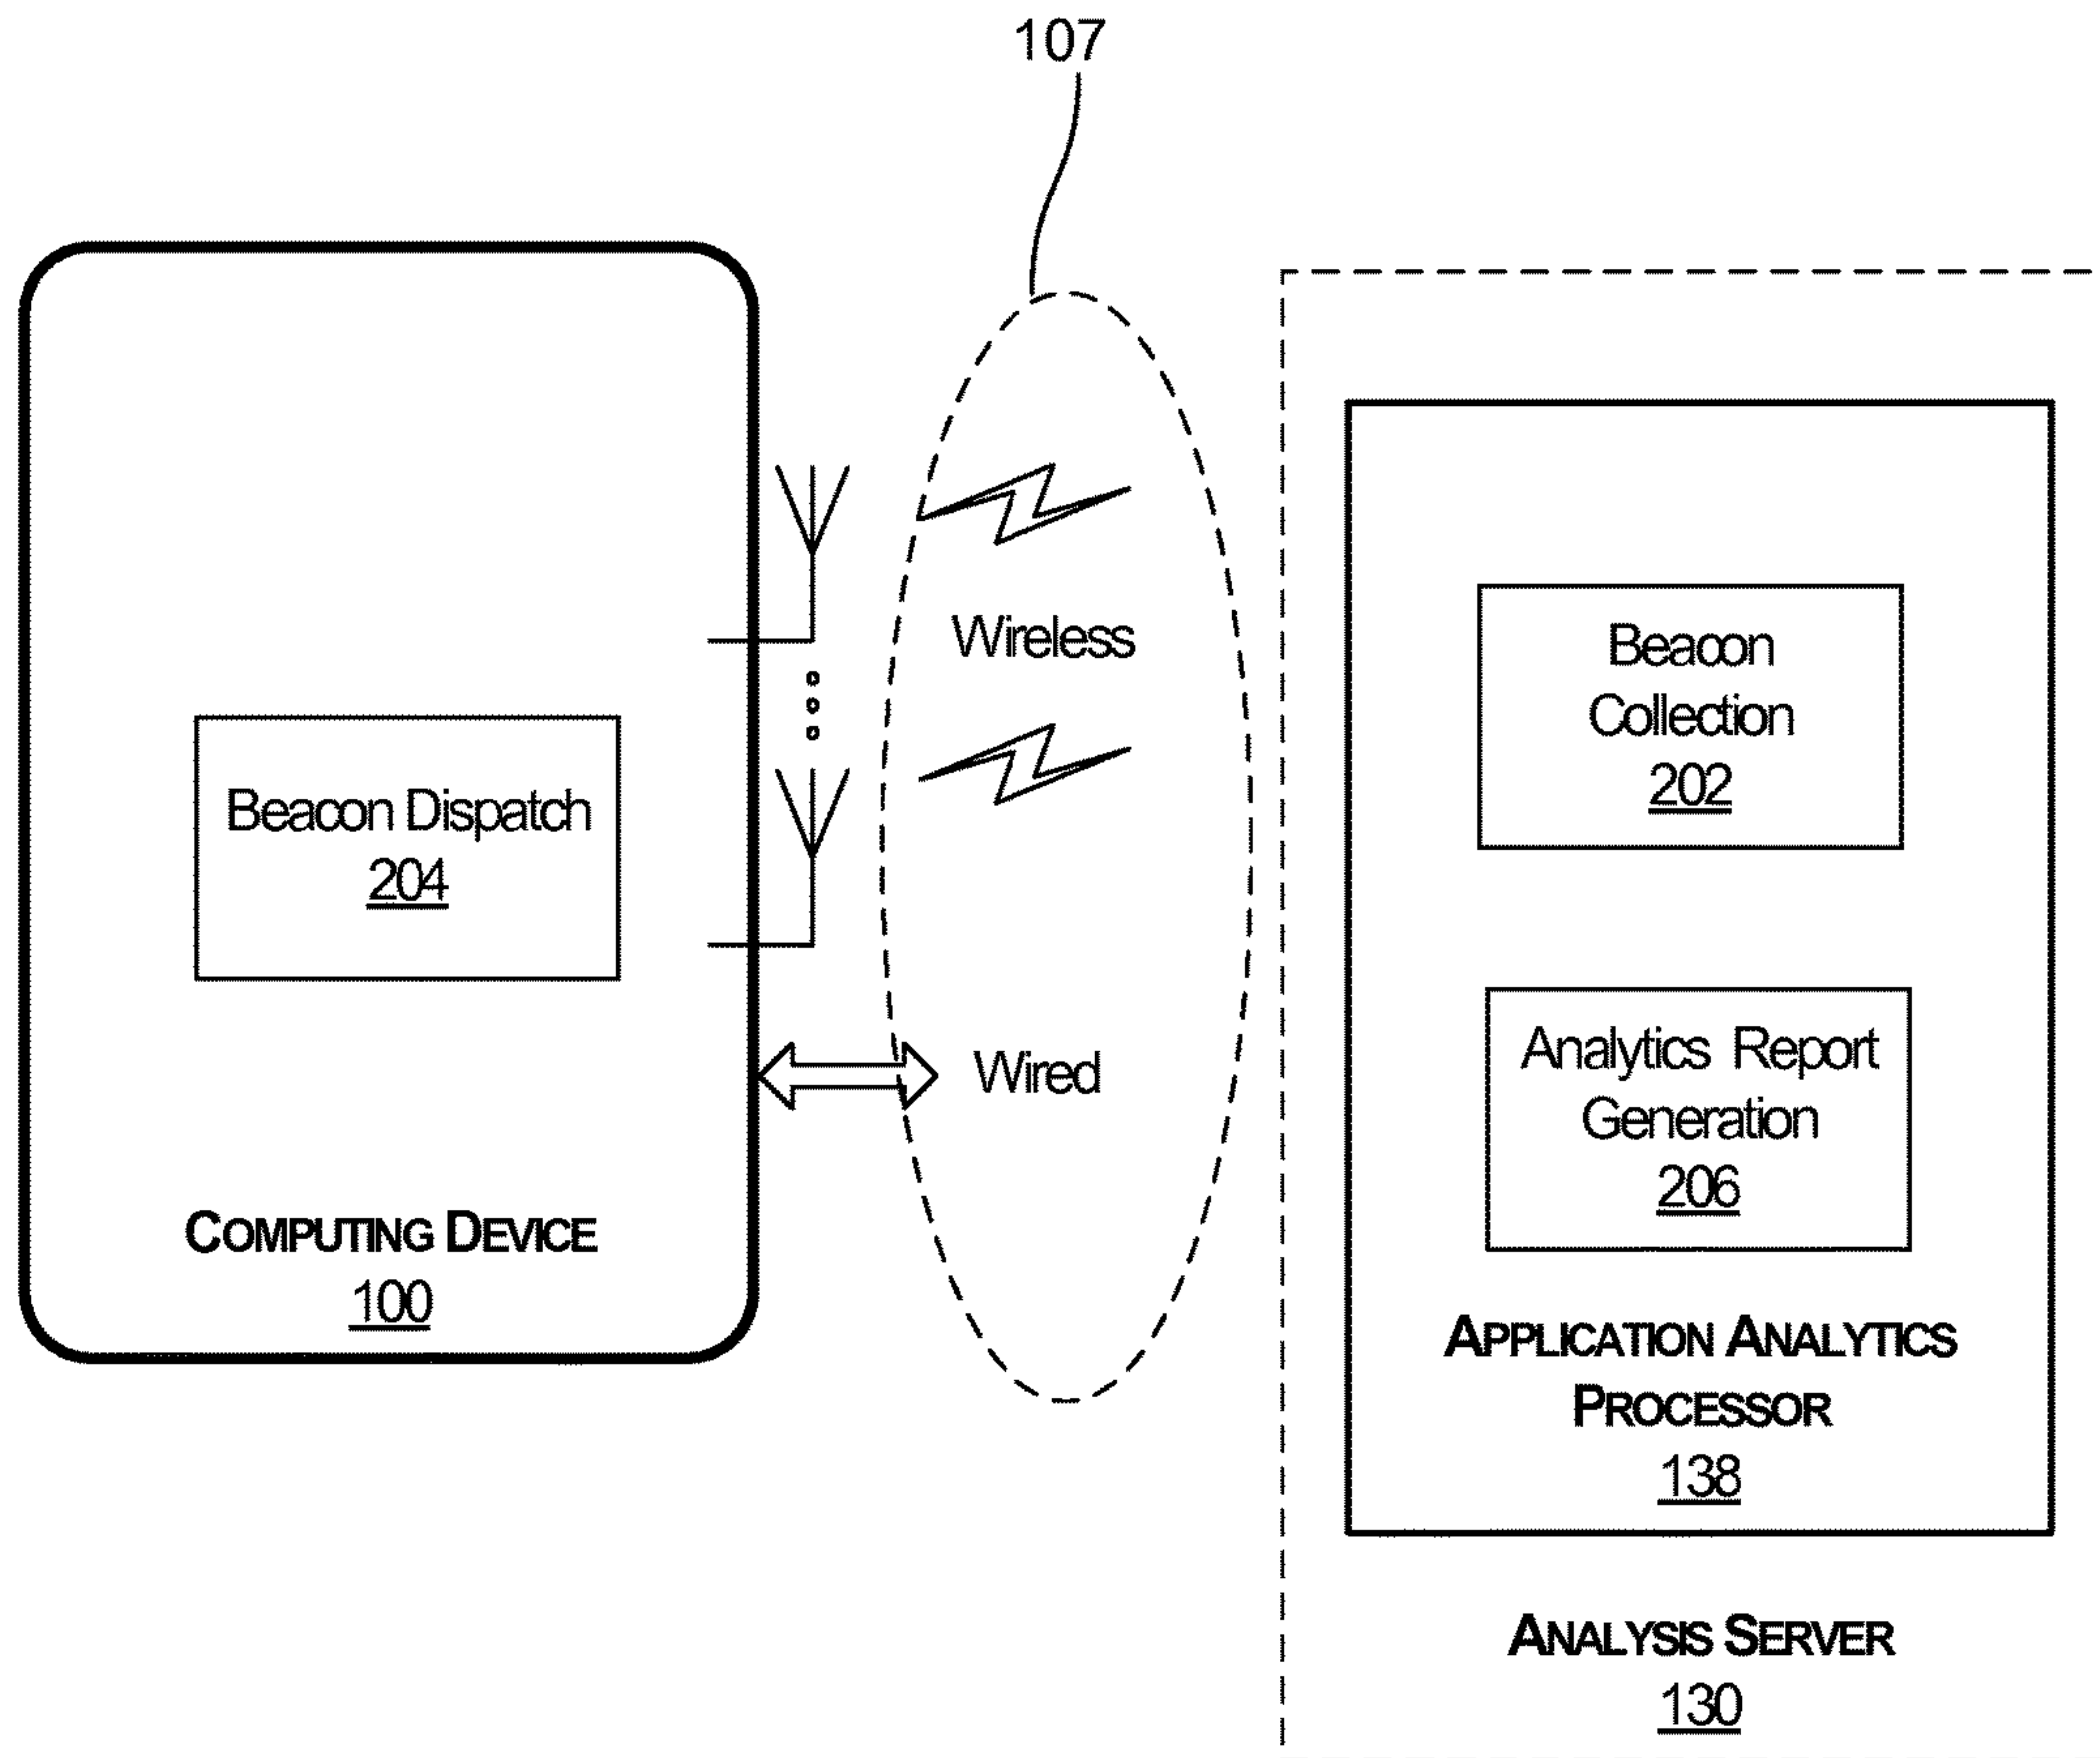 107
Beacon Dispatch
204
COMPUTING DEVICE
100
Wireless
Wired
Beacon
Collection
202
Analytics Report
Generation
206
APPLICATION ANALYTICS
PROCESSOR
138
ANALYSIS SERVER
130